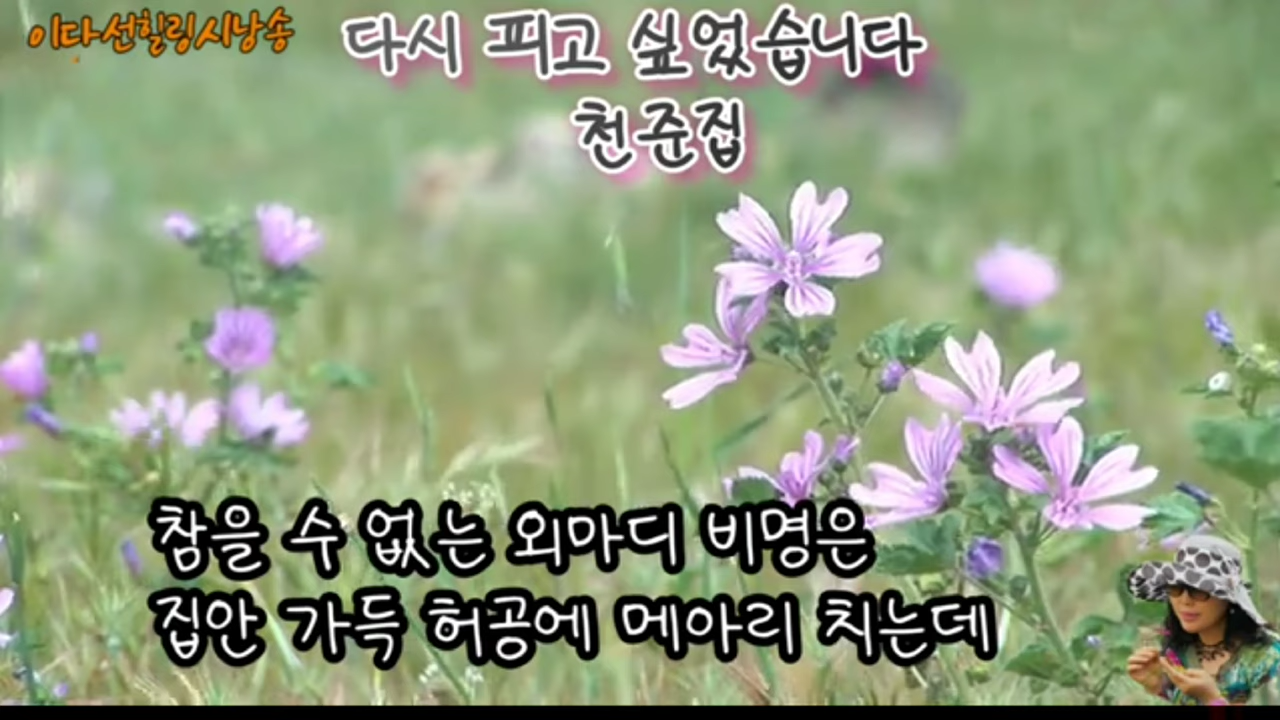 이다선힐링시낭송
다시 피고 싶었습니다
천준집
참을 수 없는 외마디 비명은
집안 가득 허공에 메아리 치는데